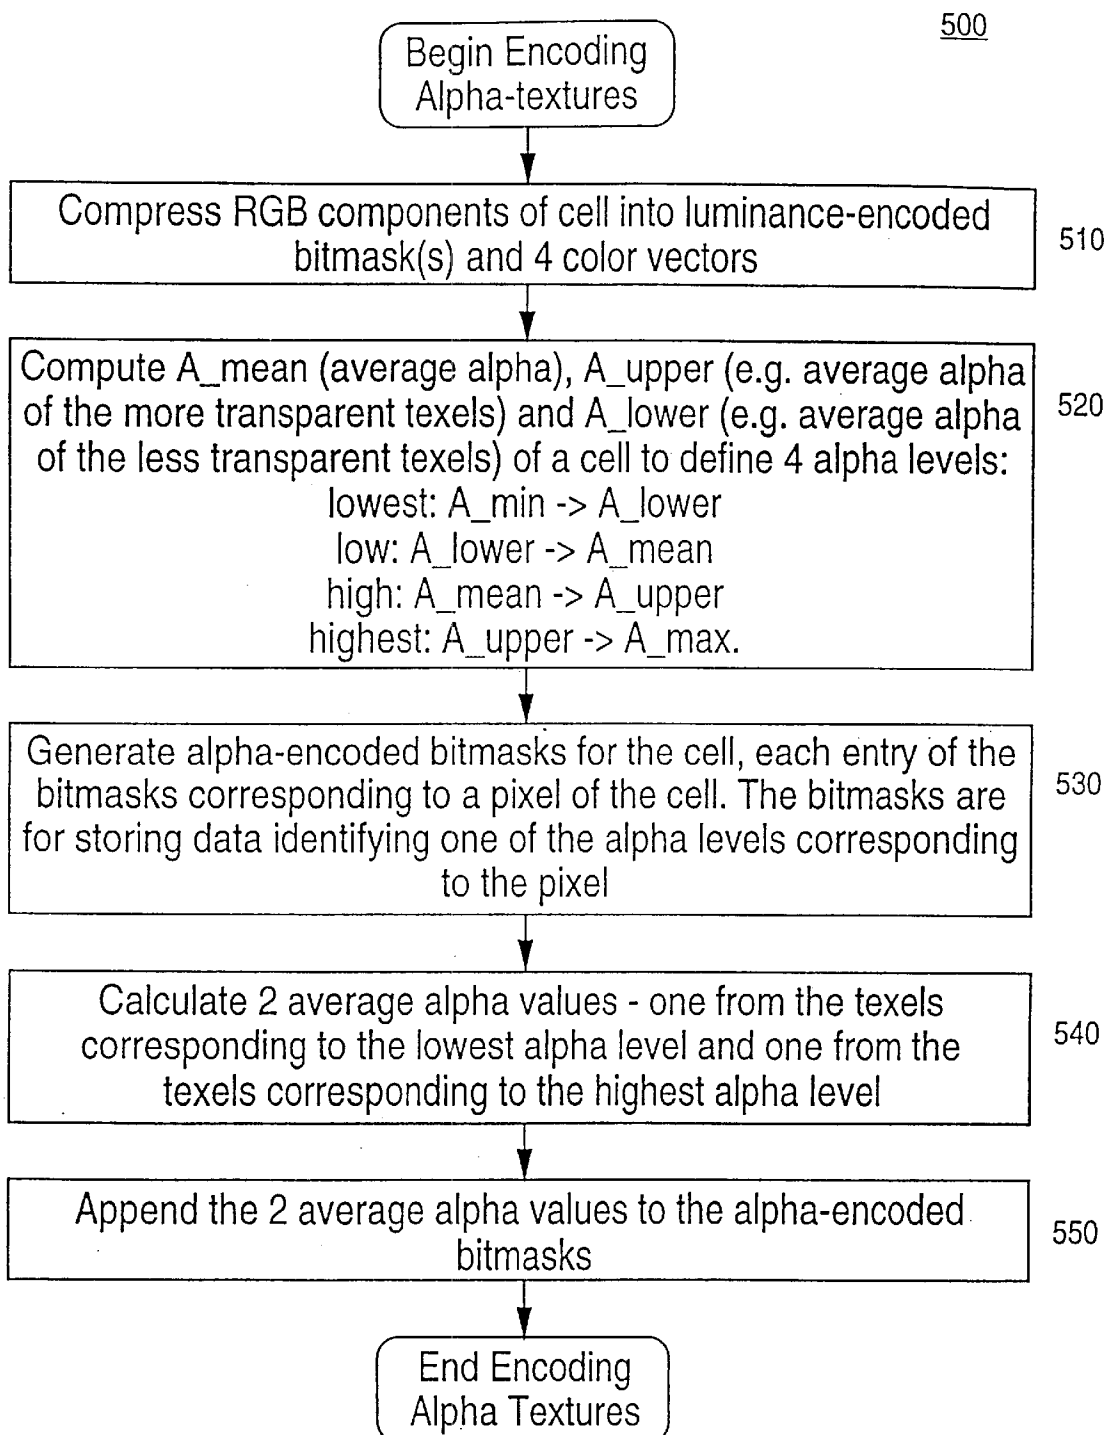 500
Begin Encoding
Alpha-textures
Compress RGB components of cell into luminance-encoded
bitmask(s) and 4 color vectors
510
Compute A_mean (average alpha), A_upper (e.g. average alpha
of the more transparent texels) and A_lower (e.g. average alpha
of the less transparent texels) of a cell to define 4 alpha levels:
lowest: A_min -> A_lower
low: A_lower -> A_mean
high: A_mean -> A_upper
highest: A_upper -> A_max.
520
Generate alpha-encoded bitmasks for the cell, each entry of the
bitmasks corresponding to a pixel of the cell. The bitmasks are
for storing data identifying one of the alpha levels corresponding
to the pixel
530
Calculate 2 average alpha values - one from the texels
corresponding to the lowest alpha level and one from the
texels corresponding to the highest alpha level
540
Append the 2 average alpha values to the alpha-encoded
bitmasks
550
End Encoding
Alpha Textures